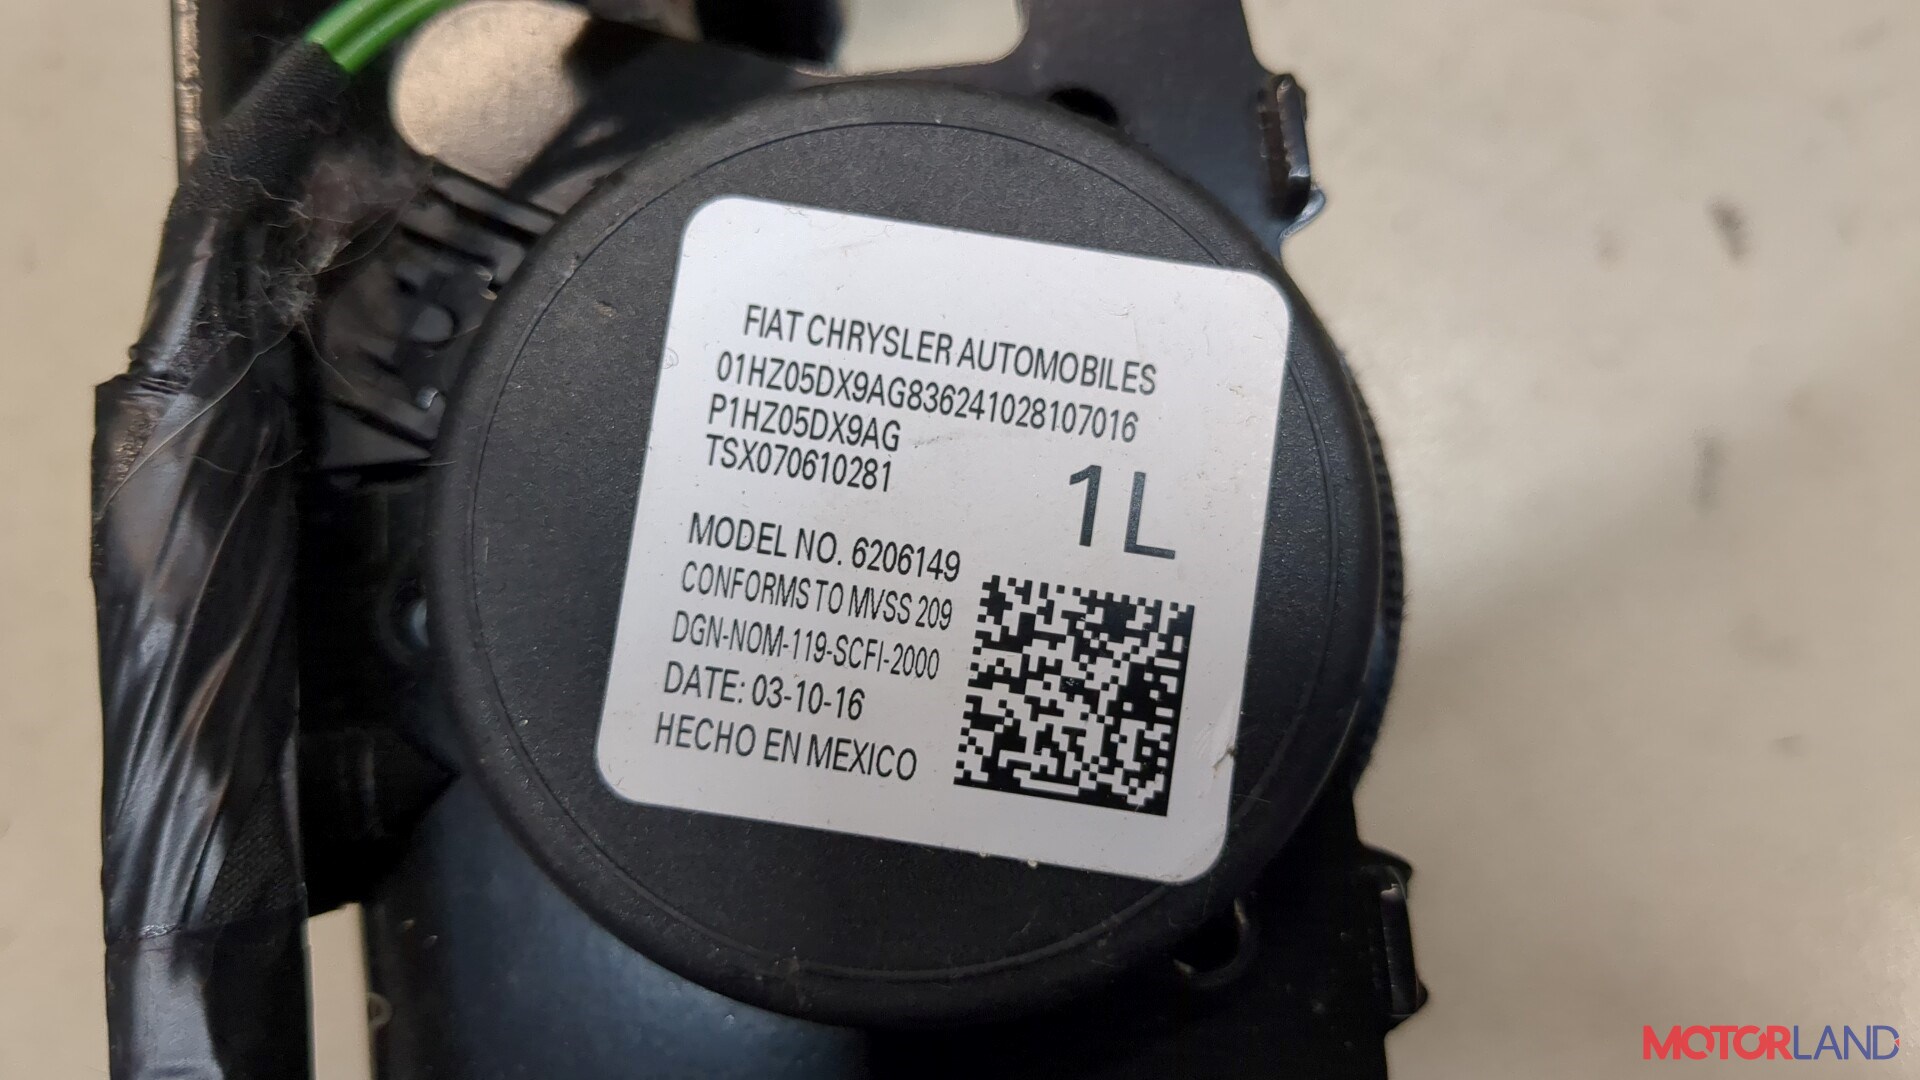 FIAT CHRYSLER AUTOMOBILES
01HZ05DX9AG836241028107016
P1HZ05DX9AG
TSX070610281
1L
MODEL NO. 6206149
CONFORMS TO MVSS 209
DGN-NOM-119-SCFI-2000
DATE: 03-10-16
HECHO EN MEXICO
MOTORLAND